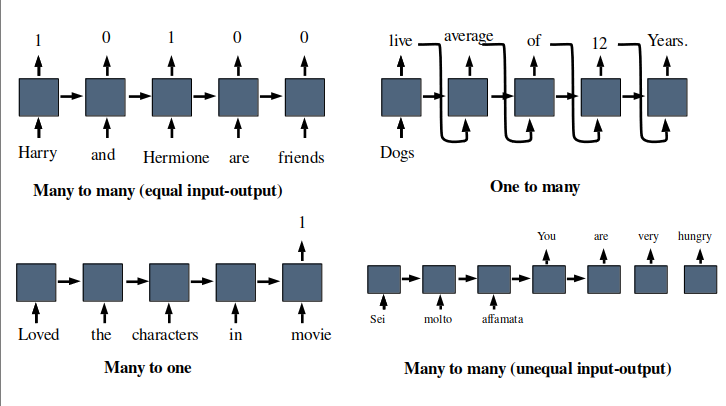 1 0 1 0 0
Harry and Hermione are friends
Many to many (equal input-output)
live average of 12 Years.
Dogs
One to many
1
Loved the characters in movie
Many to one
You are very hungry
Sei molto affamata
Many to many (unequal input-output)